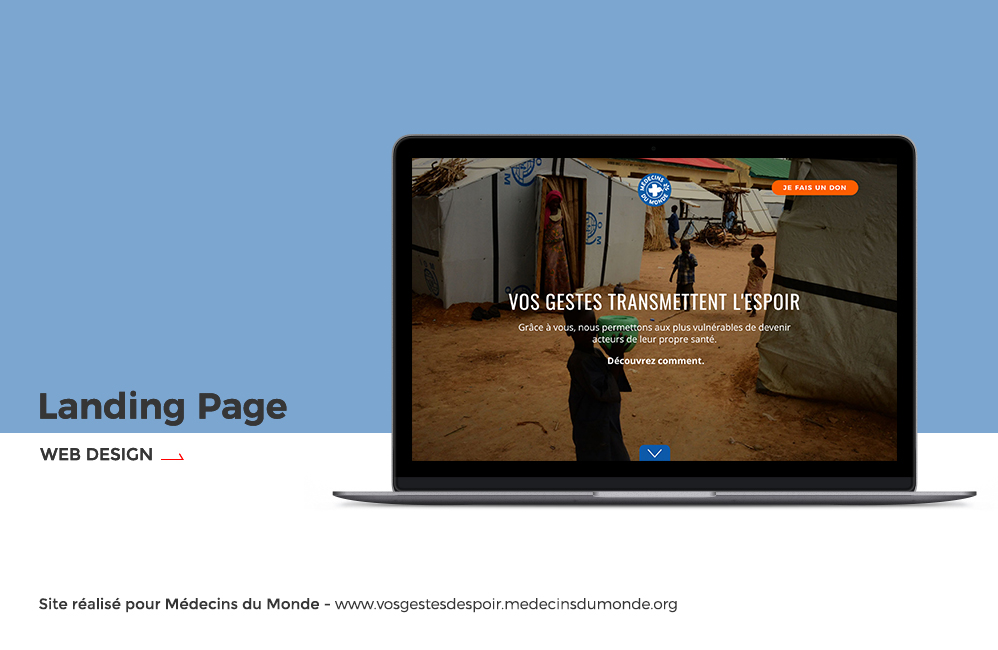 MÉDECINS
DU MONDE
JE FAIS UN DON
VOS GESTES TRANSMETTENT L'ESPOIR
Grâce à vous, nous permettons aux plus vulnérables de devenir
acteurs de leur propre santé.
Découvrez comment.
Landing Page
WEB DESIGN
Site réalisé pour Médecins du Monde - www.vosgestesdespoir.medecinsdumonde.org